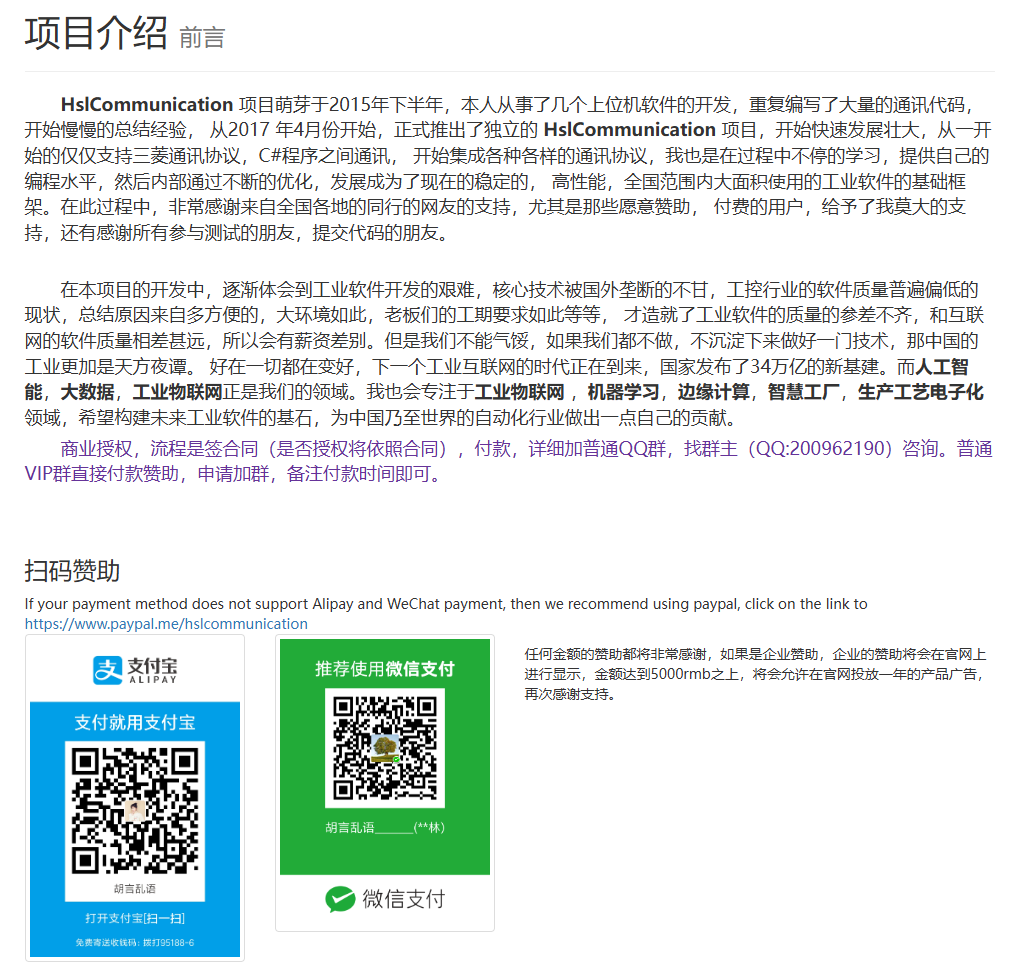 项目介绍 前言
HslCommunication 项目萌芽于2015年下半年，本人从事了几个上位机软件的开发，重复编写了大量的通讯代码，
开始慢慢的总结经验， 从2017 年4月份开始，正式推出了独立的 HslCommunication 项目，开始快速发展壮大，从一开
始的仅仅支持三菱通讯协议，C#程序之间通讯， 开始集成各种各样的通讯协议，我也是在过程中不停的学习，提供自己的
编程水平，然后内部通过不断的优化，发展成为了现在的稳定的， 高性能，全国范围内大面积使用的工业软件的基础框
架。在此过程中，非常感谢来自全国各地的同行的网友的支持，尤其是那些愿意赞助， 付费的用户，给予了我莫大的支
持，还有感谢所有参与测试的朋友，提交代码的朋友。
在本项目的开发中，逐渐体会到工业软件开发的艰难，核心技术被国外垄断的不甘，工控行业的软件质量普遍偏低的
现状，总结原因来自多方便的，大环境如此，老板们的工期要求如此等等， 才造就了工业软件的质量的参差不齐，和互联
网的软件质量相差甚远，所以会有薪资差别。但是我们不能气馁，如果我们都不做，不沉淀下来做好一门技术，那中国的
工业更加是天方夜谭。 好在一切都在变好，下一个工业互联网的时代正在到来，国家发布了34万亿的新基建。而人工智
能，大数据，工业物联网正是我们的领域。我也会专注于工业物联网 ，机器学习，边缘计算，智慧工厂，生产工艺电子化
领域，希望构建未来工业软件的基石，为中国乃至世界的自动化行业做出一点自己的贡献。
商业授权，流程是签合同（是否授权将依照合同），付款，详细加普通QQ群，找群主（QQ:200962190）咨询。普通
VIP群直接付款赞助，申请加群，备注付款时间即可。
扫码赞助
If your payment method does not support Alipay and WeChat payment, then we recommend using paypal, click on the link to
https://www.paypal.me/hslcommunication
支付宝
ALIPAY
支付就用支付宝
胡言乱语
打开支付宝[扫一扫]
免费寄送收钱码：拨打95188-6
推荐使用微信支付
胡言乱语______(**林)
微信支付
任何金额的赞助都将非常感谢，如果是企业赞助，企业的赞助将会在官网上
进行显示，金额达到5000rmb之上，将会允许在官网投放一年的产品广告，
再次感谢支持。